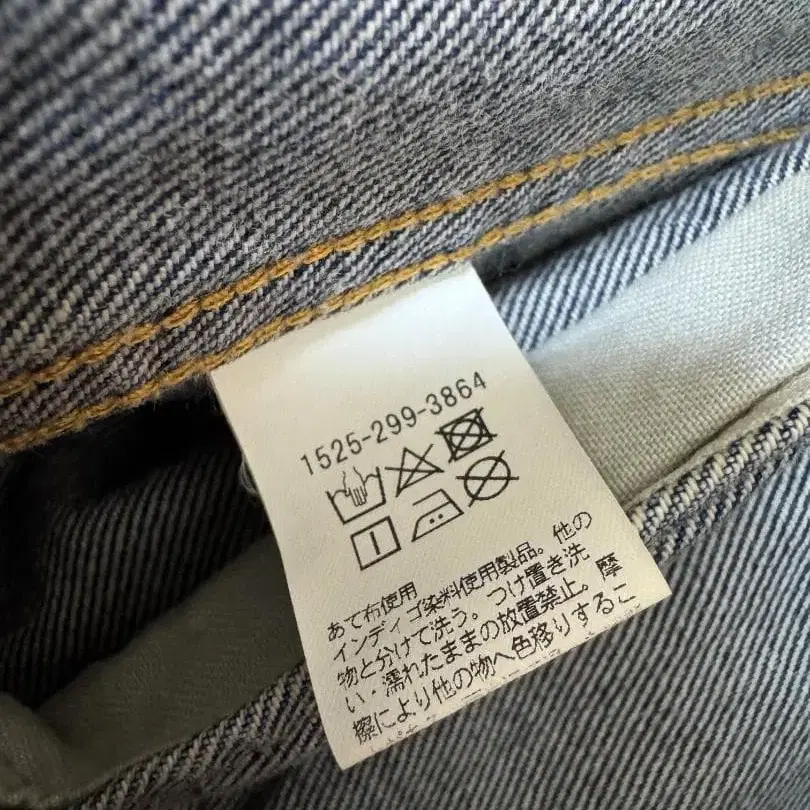 1525-299-3864
あて布使用
インディゴ染料使用製品。他の
物と分けて洗う。つけ置き洗
い・濡れたままの放置禁止。摩
擦により他の物へ色移りするこ